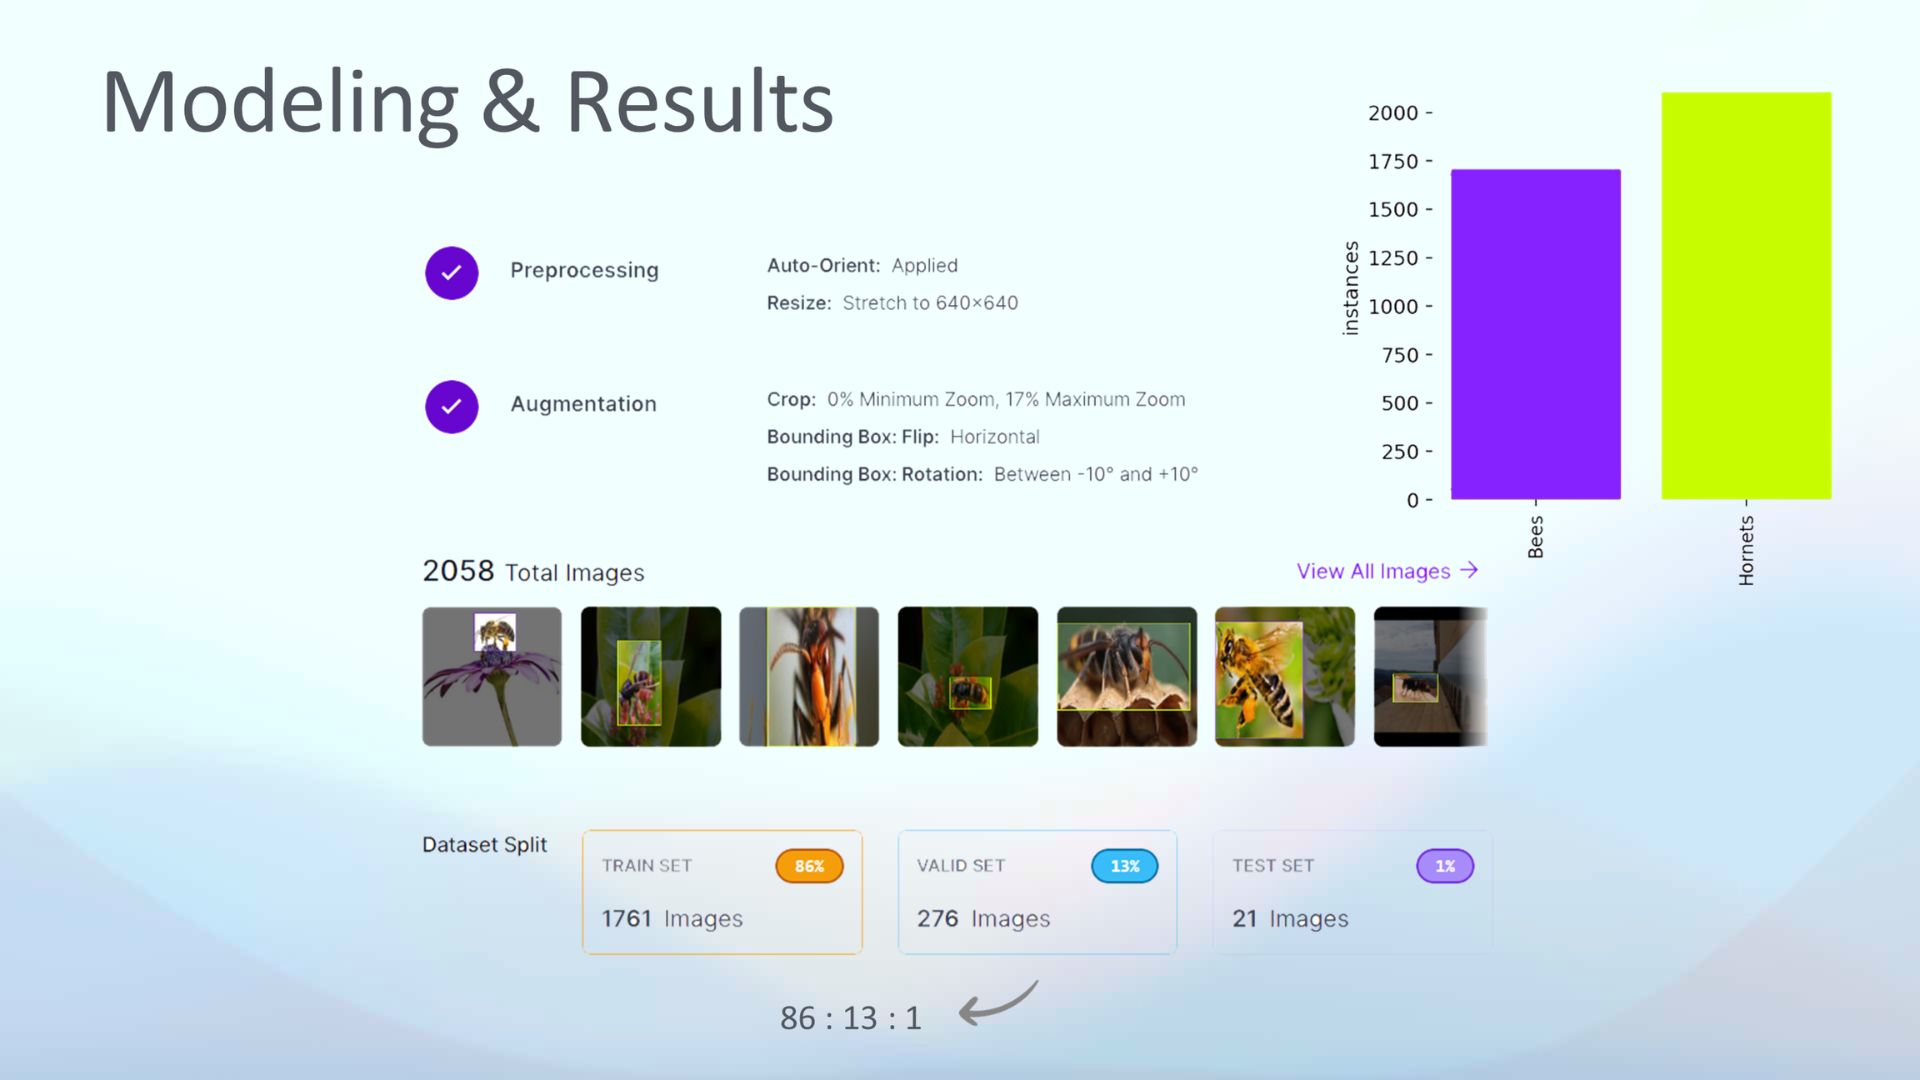 Modeling & Results
2000
1750
1500
1250
1000
750
500
250
0
instances
Bees
Hornets
Preprocessing
Auto-Orient: Applied
Resize: Stretch to 640×640
Augmentation
Crop: 0% Minimum Zoom, 17% Maximum Zoom
Bounding Box: Flip: Horizontal
Bounding Box: Rotation: Between -10° and +10°
2058 Total Images
View All Images →
Dataset Split
TRAIN SET 86%
1761 Images
VALID SET 13%
276 Images
TEST SET 1%
21 Images
86 : 13 : 1